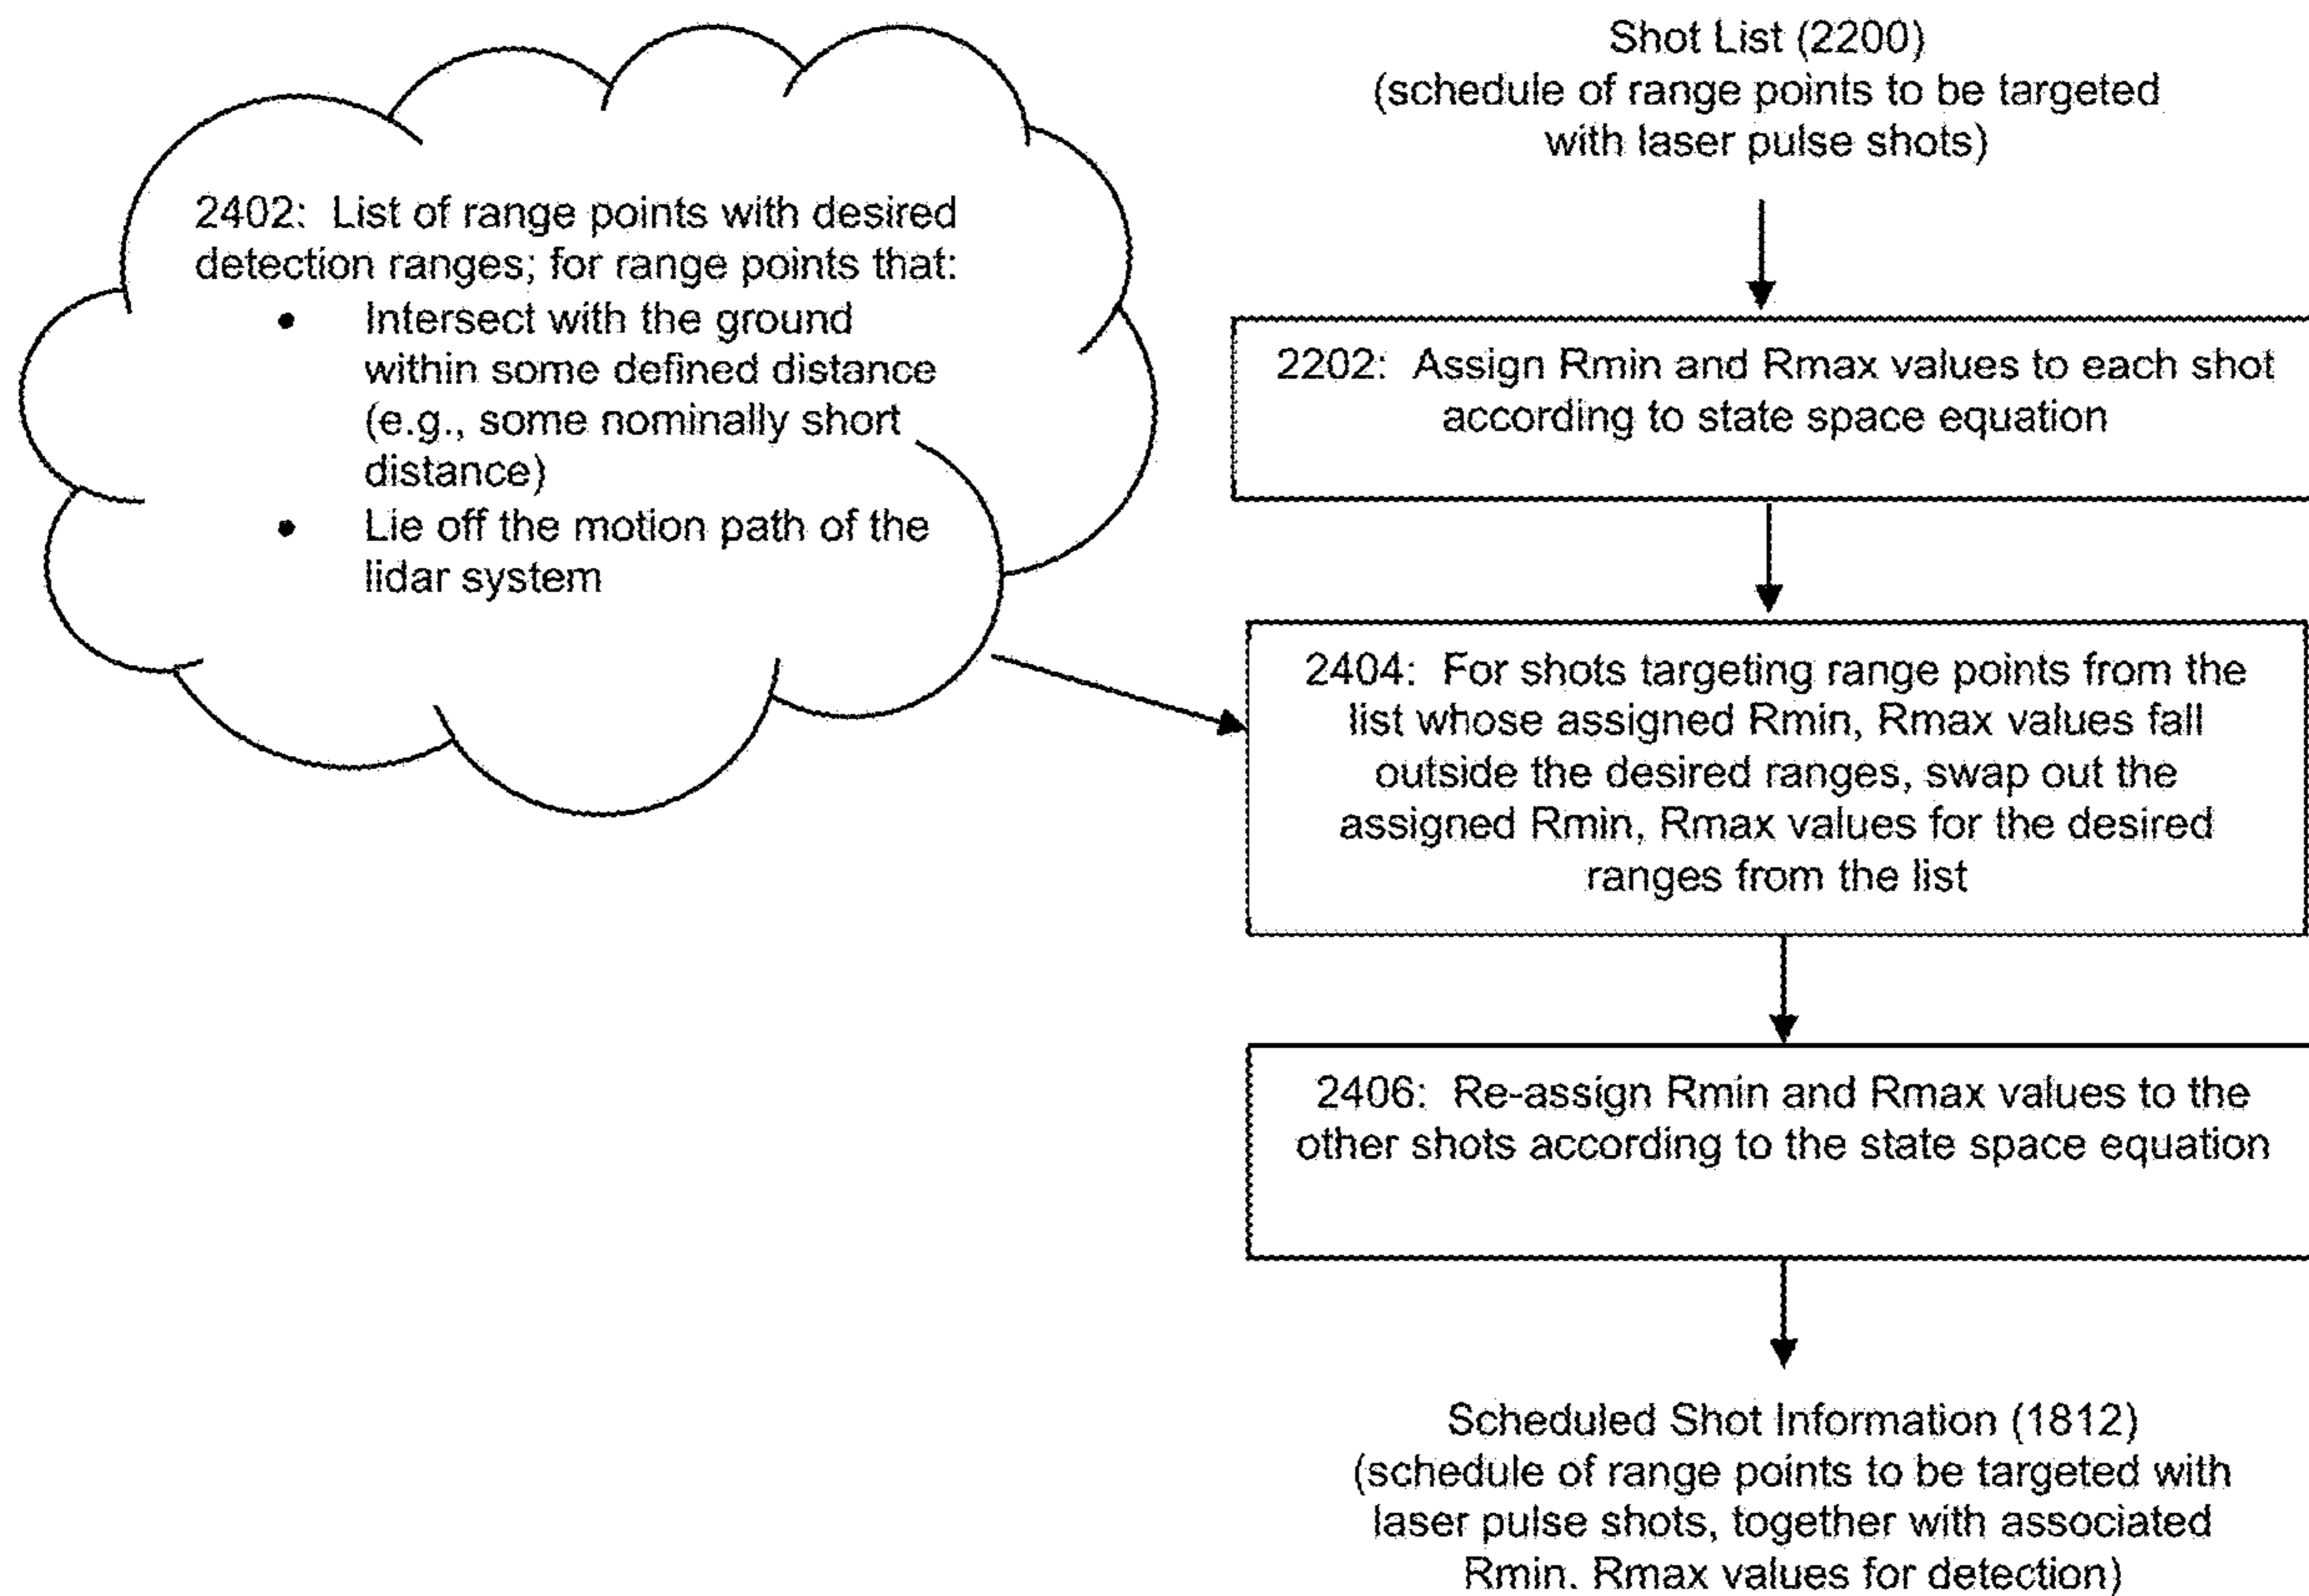 2402: List of range points with desired
detection ranges; for range points that:
• Intersect with the ground
within some defined distance
(e.g., some nominally short
distance)
• Lie off the motion path of the
lidar system
Shot List (2200)
(schedule of range points to be targeted
with laser pulse shots)
2202: Assign Rmin and Rmax values to each shot
according to state space equation
2404: For shots targeting range points from the
list whose assigned Rmin, Rmax values fall
outside the desired ranges, swap out the
assigned Rmin, Rmax values for the desired
ranges from the list
2406: Re-assign Rmin and Rmax values to the
other shots according to the state space equation
Scheduled Shot Information (1812)
(schedule of range points to be targeted with
laser pulse shots, together with associated
Rmin, Rmax values for detection)